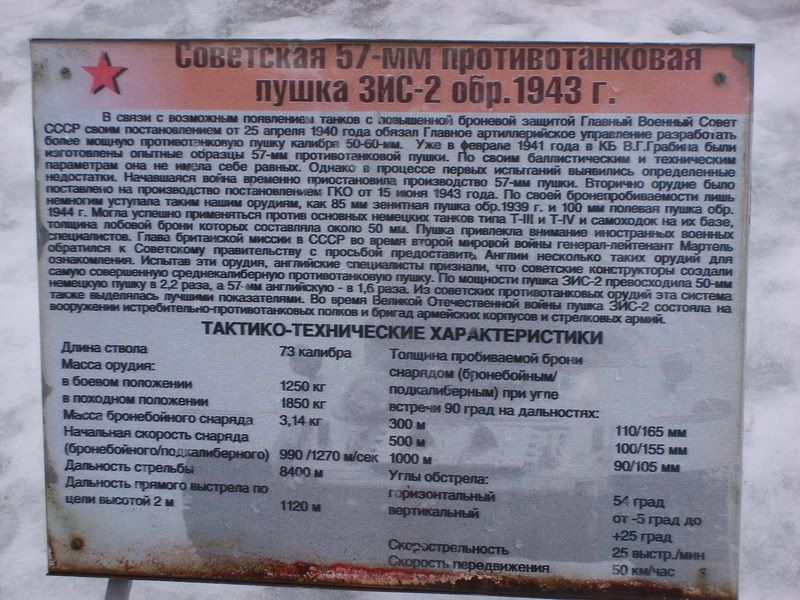 Советская 57-мм противотанковая
пушка ЗИС-2 обр.1943 г.
В связи с возможным появлением танков с повышенной броневой защитой Главный Военный Совет
СССР своим постановлением от 25 апреля 1940 года обязал Главное артиллерийское управление разработать
более мощную противотанковую пушку калибра 50-60-мм. Уже в феврале 1941 года в КБ В.Г.Грабина были
изготовлены опытные образцы 57-мм противотанковой пушки. По своим баллистическим и техническим
параметрам она не имела себе равных. Однако в процессе первых испытаний выявились определенные
недостатки. Начавшаяся война временно приостановила производство 57-мм пушки. Вторично орудие было
поставлено на производство постановлением ГКО от 15 июня 1943 года. По своей бронепробиваемости лишь
немногим уступала таким нашим орудиям, как 85 мм зенитная пушка обр.1939 г. и 100 мм полевая пушка обр.
1944 г. Могла успешно применяться против основных немецких танков типа Т-III и Т-IV и самоходок на их базе,
толщина лобовой брони которых составляла около 50 мм. Пушка привлекла внимание иностранных военных
специалистов. Глава британской миссии в СССР во время второй мировой войны генерал-лейтенант Мартель
обратился к Советскому правительству с просьбой предоставить Англии несколько таких орудий для
ознакомления. Испытав эти орудия, английские специалисты признали, что советские конструкторы создали
самую совершенную среднекалиберную противотанковую пушку. По мощности пушка ЗИС-2 превосходила 50-мм
немецкую пушку в 2,2 раза, а 57-мм английскую - в 1,6 раза. Из советских противотанковых орудий эта система
также выделялась лучшими показателями. Во время Великой Отечественной войны пушка ЗИС-2 состояла на
вооружении истребительно-противотанковых полков и бригад армейских корпусов и стрелковых армий.
ТАКТИКО-ТЕХНИЧЕСКИЕ ХАРАКТЕРИСТИКИ
Длина ствола 73 калибра
Масса орудия:
в боевом положении 1250 кг
в походном положении 1850 кг
Масса бронебойного снаряда 3,14 кг
Начальная скорость снаряда
(бронебойного/подкалиберного) 990 /1270 м/сек
Дальность стрельбы 8400 м
Дальность прямого выстрела по
цели высотой 2 м 1120 м
Толщина пробиваемой брони
снарядом (бронебойным/
подкалиберным) при угле
встречи 90 град на дальностях:
300 м 110/165 мм
500 м 100/155 мм
1000 м 90/105 мм
Углы обстрела:
горизонтальный 54 град
вертикальный от -5 град до
+25 град
Скорострельность 25 выстр./мин
Скорость передвижения 50 км/час